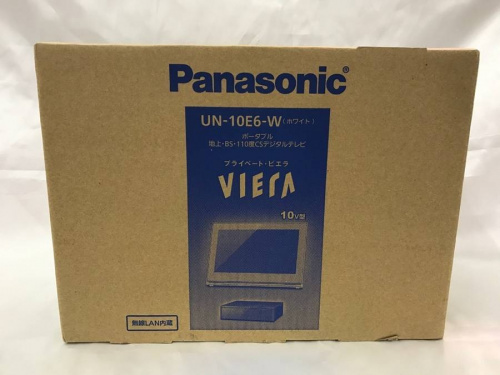 Panasonic®
UN-10E6-W(ホワイト)
ポータブル
地上・BS・110度CSデジタルテレビ
プライベート・ビエラ
VIErA
10V型
無線LAN内蔵